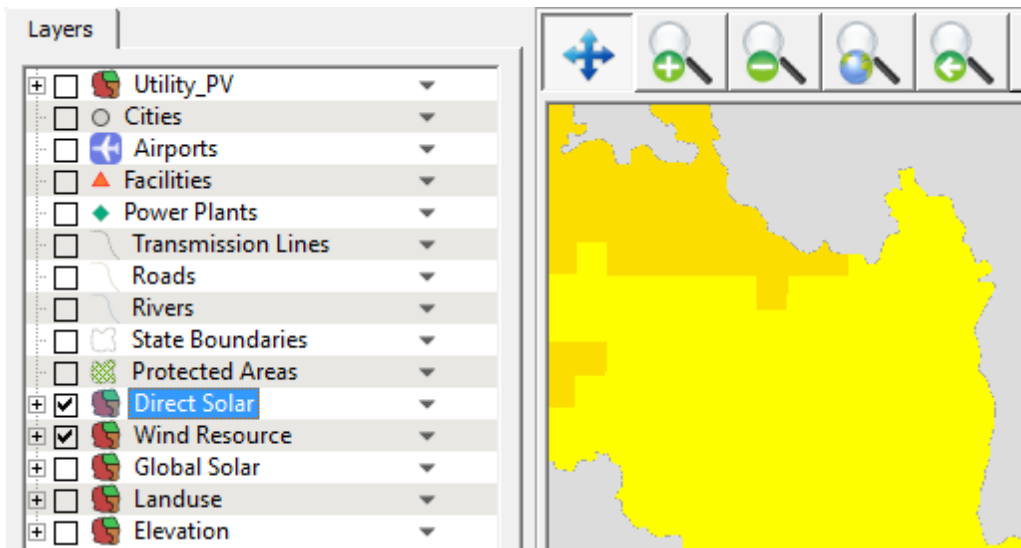 Layers
Utility_PV
Cities
Airports
Facilities
Power Plants
Transmission Lines
Roads
Rivers
State Boundaries
Protected Areas
Direct Solar
Wind Resource
Global Solar
Landuse
Elevation